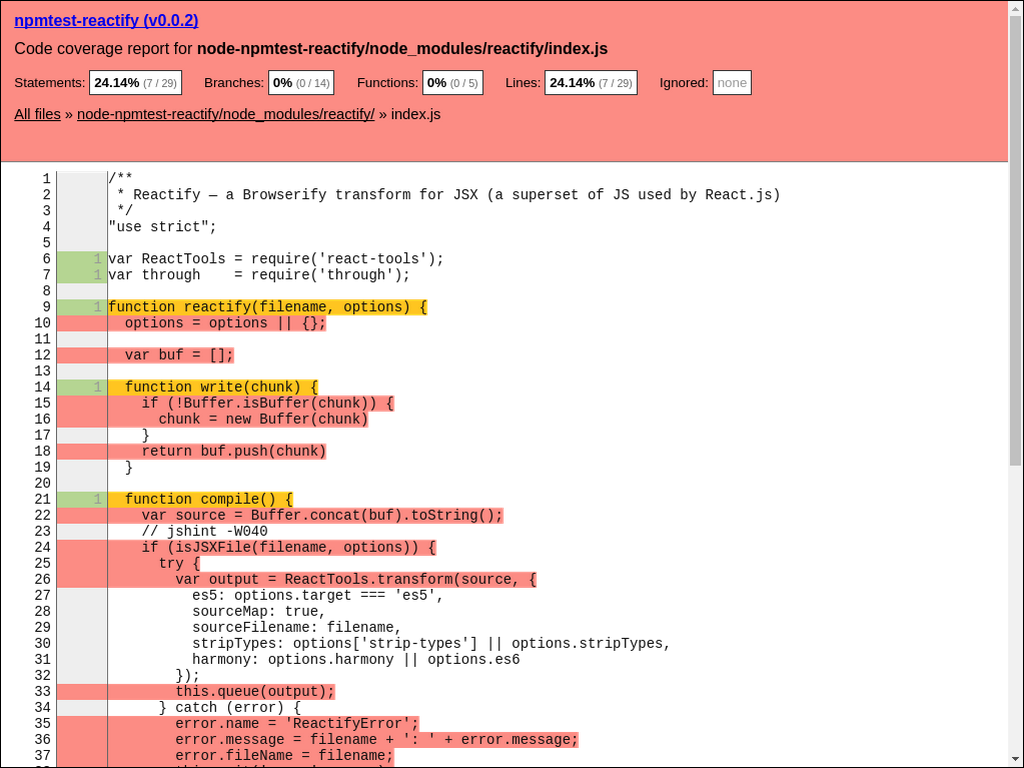 npmtest-reactify (v0.0.2)
Code coverage report for node-npmtest-reactify/node_modules/reactify/index.js
Statements: 24.14% (7 / 29) Branches: 0% (0 / 14) Functions: 0% (0 / 5) Lines: 24.14% (7 / 29) Ignored: none
All files » node-npmtest-reactify/node_modules/reactify/ » index.js
1 /**
2  * Reactify — a Browserify transform for JSX (a superset of JS used by React.js)
3  */
4 "use strict";
5
6 1 var ReactTools = require('react-tools');
7 1 var through    = require('through');
8
9 1 function reactify(filename, options) {
10   options = options || {};
11
12   var buf = [];
13
14 1   function write(chunk) {
15     if (!Buffer.isBuffer(chunk)) {
16       chunk = new Buffer(chunk)
17     }
18     return buf.push(chunk)
19   }
20
21 1   function compile() {
22     var source = Buffer.concat(buf).toString();
23     // jshint -W040
24     if (isJSXFile(filename, options)) {
25       try {
26         var output = ReactTools.transform(source, {
27           es5: options.target === 'es5',
28           sourceMap: true,
29           sourceFilename: filename,
30           stripTypes: options['strip-types'] || options.stripTypes,
31           harmony: options.harmony || options.es6
32         });
33         this.queue(output);
34       } catch (error) {
35         error.name = 'ReactifyError';
36         error.message = filename + ': ' + error.message;
37         error.fileName = filename;